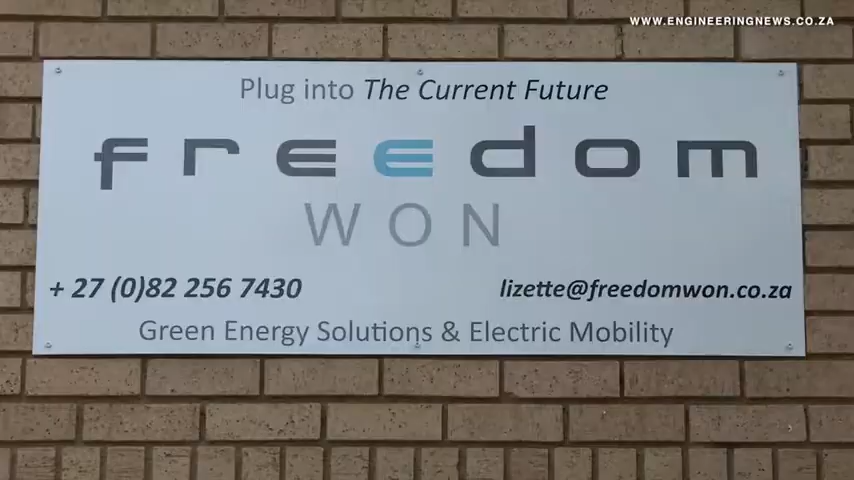 WWW.ENGINEERINGNEWS.CO.ZA
Plug into The Current Future
freedom
WON
+ 27 (0)82 256 7430
lizette@freedomwon.co.za
Green Energy Solutions & Electric Mobility